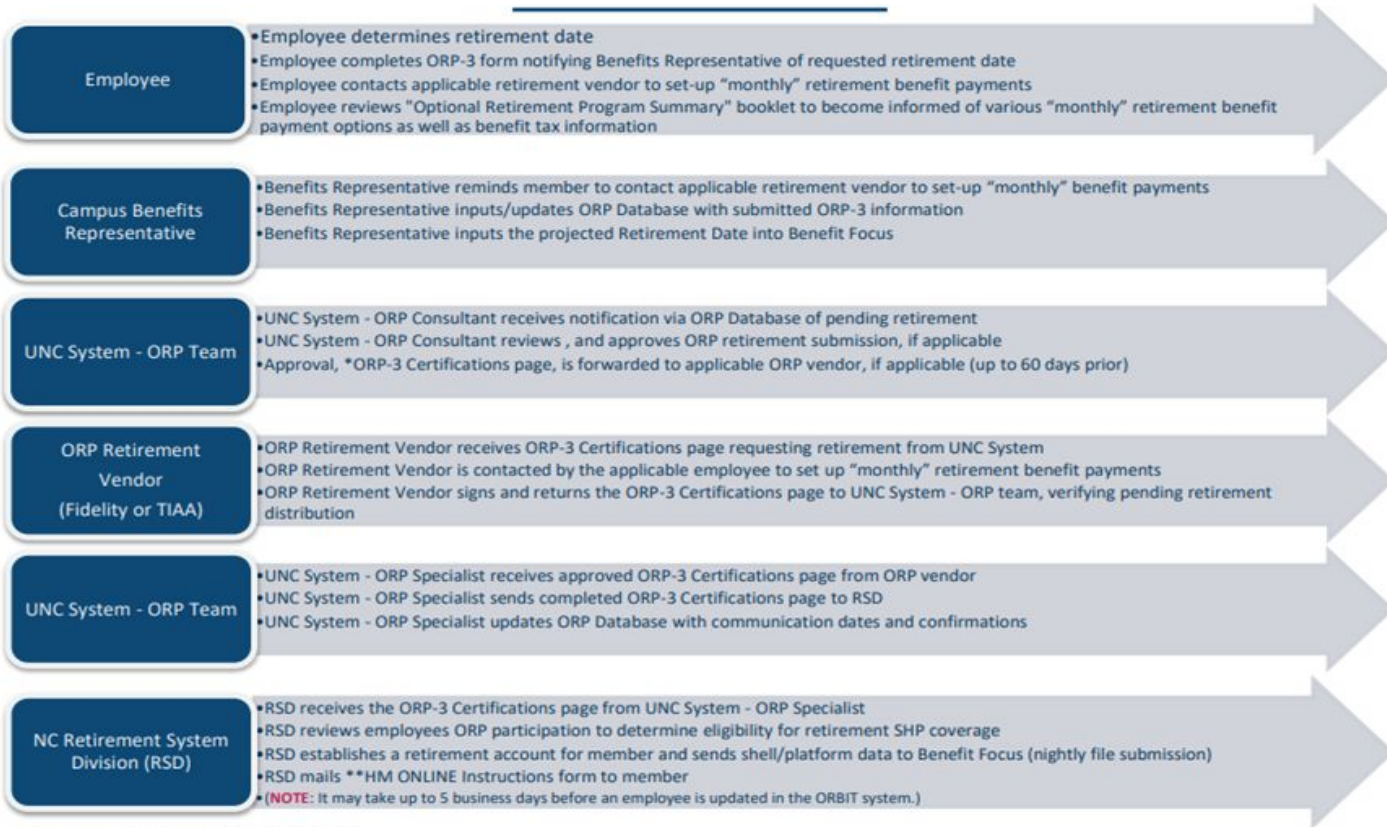 Employee
•Employee determines retirement date
•Employee completes ORP-3 form notifying Benefits Representative of requested retirement date
•Employee contacts applicable retirement vendor to set-up “monthly” retirement benefit payments
•Employee reviews "Optional Retirement Program Summary" booklet to become informed of various “monthly” retirement benefit
payment options as well as benefit tax information
Campus Benefits
Representative
•Benefits Representative reminds member to contact applicable retirement vendor to set-up “monthly” benefit payments
•Benefits Representative inputs/updates ORP Database with submitted ORP-3 information
•Benefits Representative inputs the projected Retirement Date into Benefit Focus
UNC System - ORP Team
•UNC System - ORP Consultant receives notification via ORP Database of pending retirement
•UNC System - ORP Consultant reviews , and approves ORP retirement submission, if applicable
•Approval, *ORP-3 Certifications page, is forwarded to applicable ORP vendor, if applicable (up to 60 days prior)
ORP Retirement
Vendor
(Fidelity or TIAA)
•ORP Retirement Vendor receives ORP-3 Certifications page requesting retirement from UNC System
•ORP Retirement Vendor is contacted by the applicable employee to set up “monthly” retirement benefit payments
•ORP Retirement Vendor signs and returns the ORP-3 Certifications page to UNC System - ORP team, verifying pending retirement
distribution
UNC System - ORP Team
•UNC System - ORP Specialist receives approved ORP-3 Certifications page from ORP vendor
•UNC System - ORP Specialist sends completed ORP-3 Certifications page to RSD
•UNC System - ORP Specialist updates ORP Database with communication dates and confirmations
NC Retirement System
Division (RSD)
•RSD receives the ORP-3 Certifications page from UNC System - ORP Specialist
•RSD reviews employees ORP participation to determine eligibility for retirement SHP coverage
•RSD establishes a retirement account for member and sends shell/platform data to Benefit Focus (nightly file submission)
•RSD mails **HM ONLINE Instructions form to member
•(NOTE: It may take up to 5 business days before an employee is updated in the ORBIT system.)